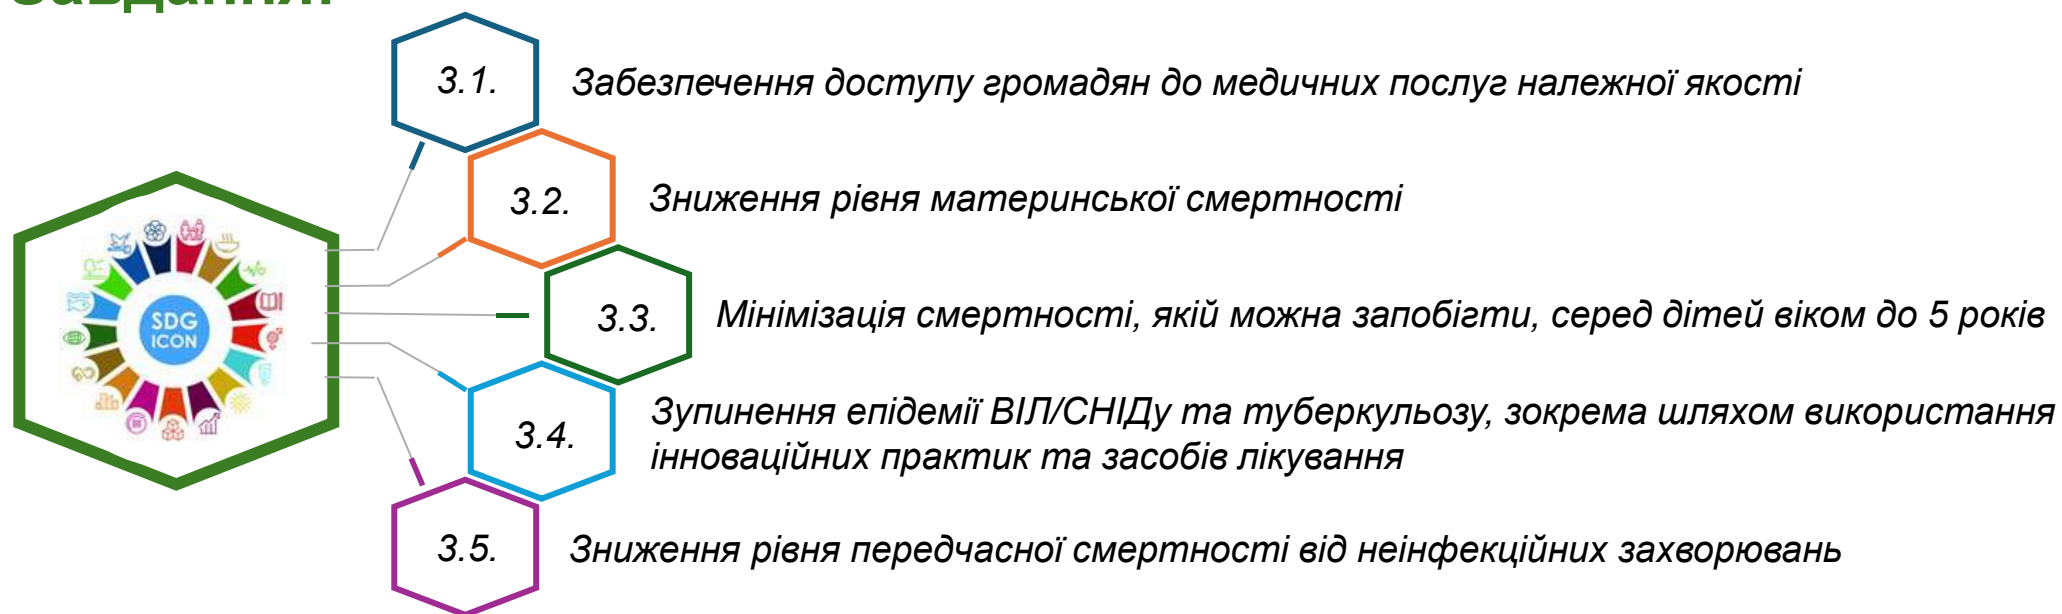 Завдання:
3.1.
Забезпечення доступу громадян до медичних послуг належної якості
3.2.
Зниження рівня материнської смертності
3.3.
Мінімізація смертності, якій можна запобігти, серед дітей віком до 5 років
3.4.
Зупинення епідемії ВІЛ/СНІДу та туберкульозу, зокрема шляхом використання
інноваційних практик та засобів лікування
3.5.
Зниження рівня передчасної смертності від неінфекційних захворювань
SDG
ICON